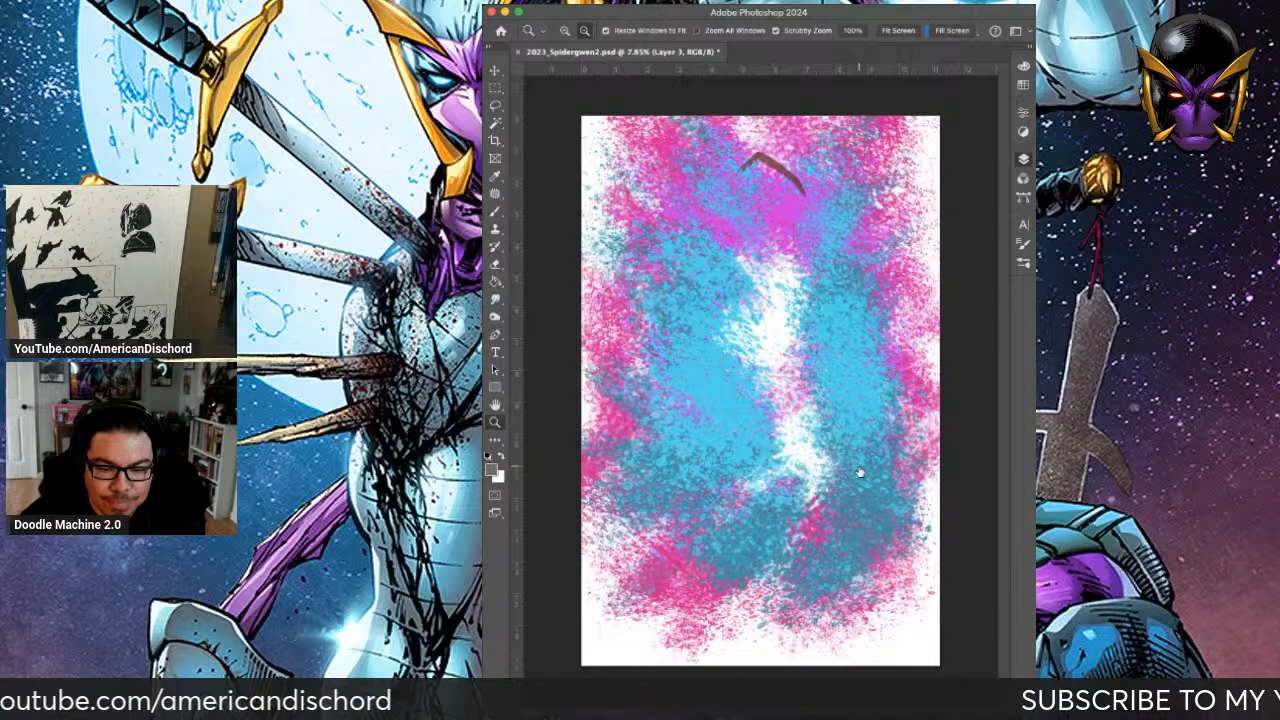 Adobe Photoshop 2024
Resize Windows to Fit
Zoom All Windows
Scrubby Zoom
100%
Fit Screen
Fill Screen
2023_Spidergwen2.psd @ 7.85% (Layer 3, RGB/8) *
YouTube.com/AmericanDischord
Doodle Machine 2.0
outube.com/americandischord
SUBSCRIBE TO MY